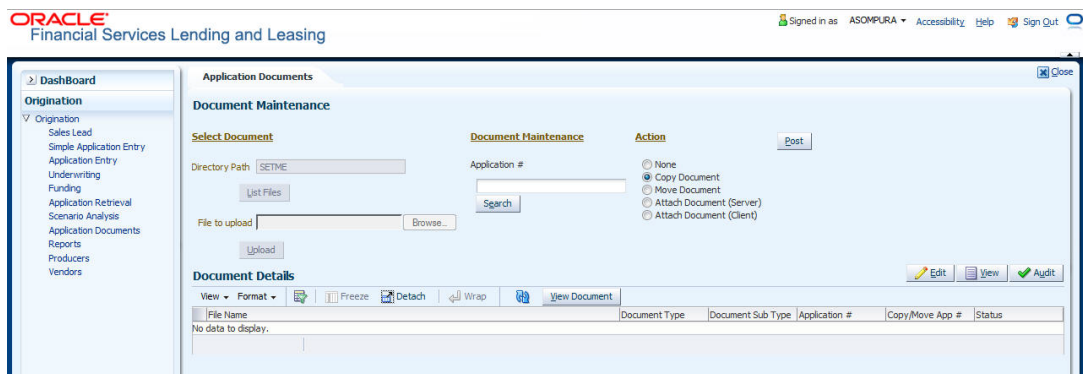 ORACLE®
Financial Services Lending and Leasing
Signed in as ASOMPURA Accessibility Help Sign Out
DashBoard
Origination
Origination
Sales Lead
Simple Application Entry
Application Entry
Underwriting
Funding
Application Retrieval
Scenario Analysis
Application Documents
Reports
Producers
Vendors
Application Documents
Close
Document Maintenance
Select Document
Directory Path SETME
List Files
File to upload Browse...
Upload
Document Maintenance
Application #
Search
Action
None
Copy Document
Move Document
Attach Document (Server)
Attach Document (Client)
Post
Document Details
Edit View Audit
View Format Freeze Detach Wrap View Document
File Name Document Type Document Sub Type Application # Copy/Move App # Status
No data to display.